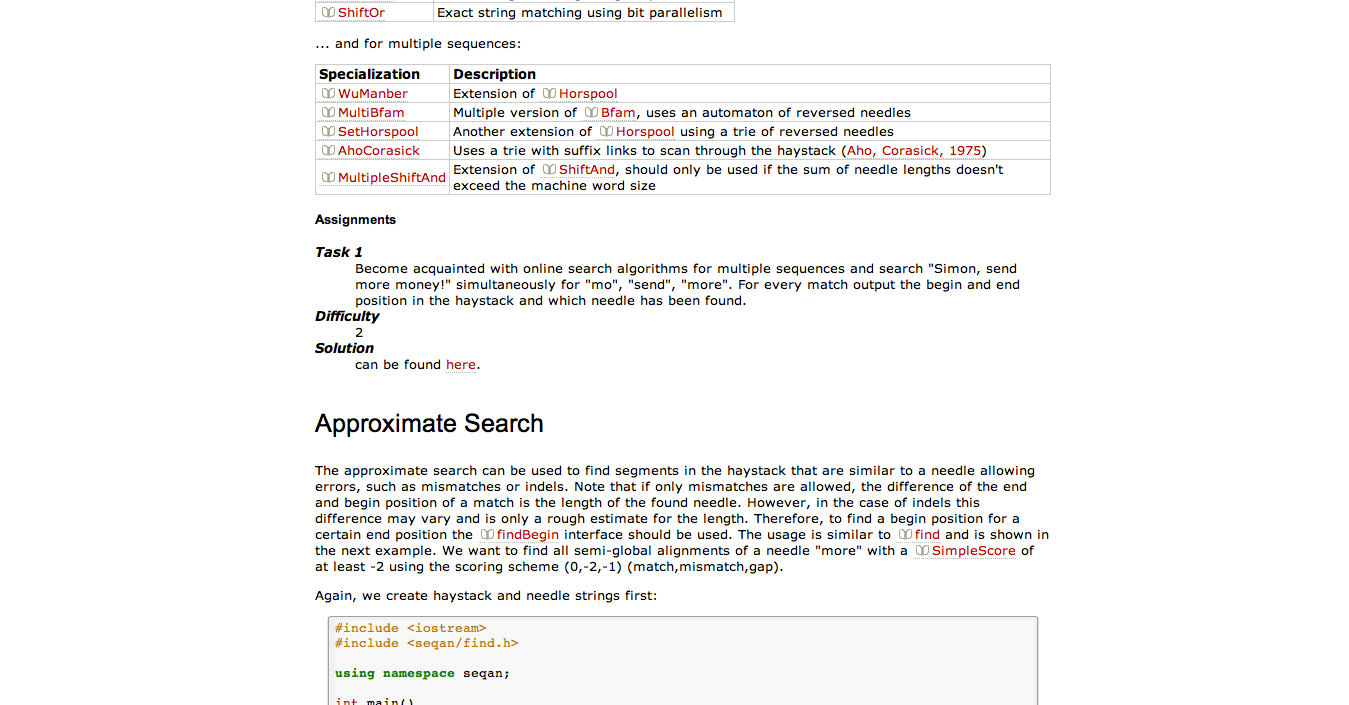 ShiftOr Exact string matching using bit parallelism
... and for multiple sequences:
Specialization Description
WuManber Extension of Horspool
MultiBfam Multiple version of Bfam, uses an automaton of reversed needles
SetHorspool Another extension of Horspool using a trie of reversed needles
AhoCorasick Uses a trie with suffix links to scan through the haystack (Aho, Corasick, 1975)
MultipleShiftAnd Extension of ShiftAnd, should only be used if the sum of needle lengths doesn't
exceed the machine word size
Assignments
Task 1
Become acquainted with online search algorithms for multiple sequences and search "Simon, send
more money!" simultaneously for "mo", "send", "more". For every match output the begin and end
position in the haystack and which needle has been found.
Difficulty
2
Solution
can be found here.
Approximate Search
The approximate search can be used to find segments in the haystack that are similar to a needle allowing
errors, such as mismatches or indels. Note that if only mismatches are allowed, the difference of the end
and begin position of a match is the length of the found needle. However, in the case of indels this
difference may vary and is only a rough estimate for the length. Therefore, to find a begin position for a
certain end position the findBegin interface should be used. The usage is similar to find and is shown in
the next example. We want to find all semi-global alignments of a needle "more" with a SimpleScore of
at least -2 using the scoring scheme (0,-2,-1) (match,mismatch,gap).
Again, we create haystack and needle strings first:
#include <iostream>
#include <seqan/find.h>
using namespace seqan;
int main()